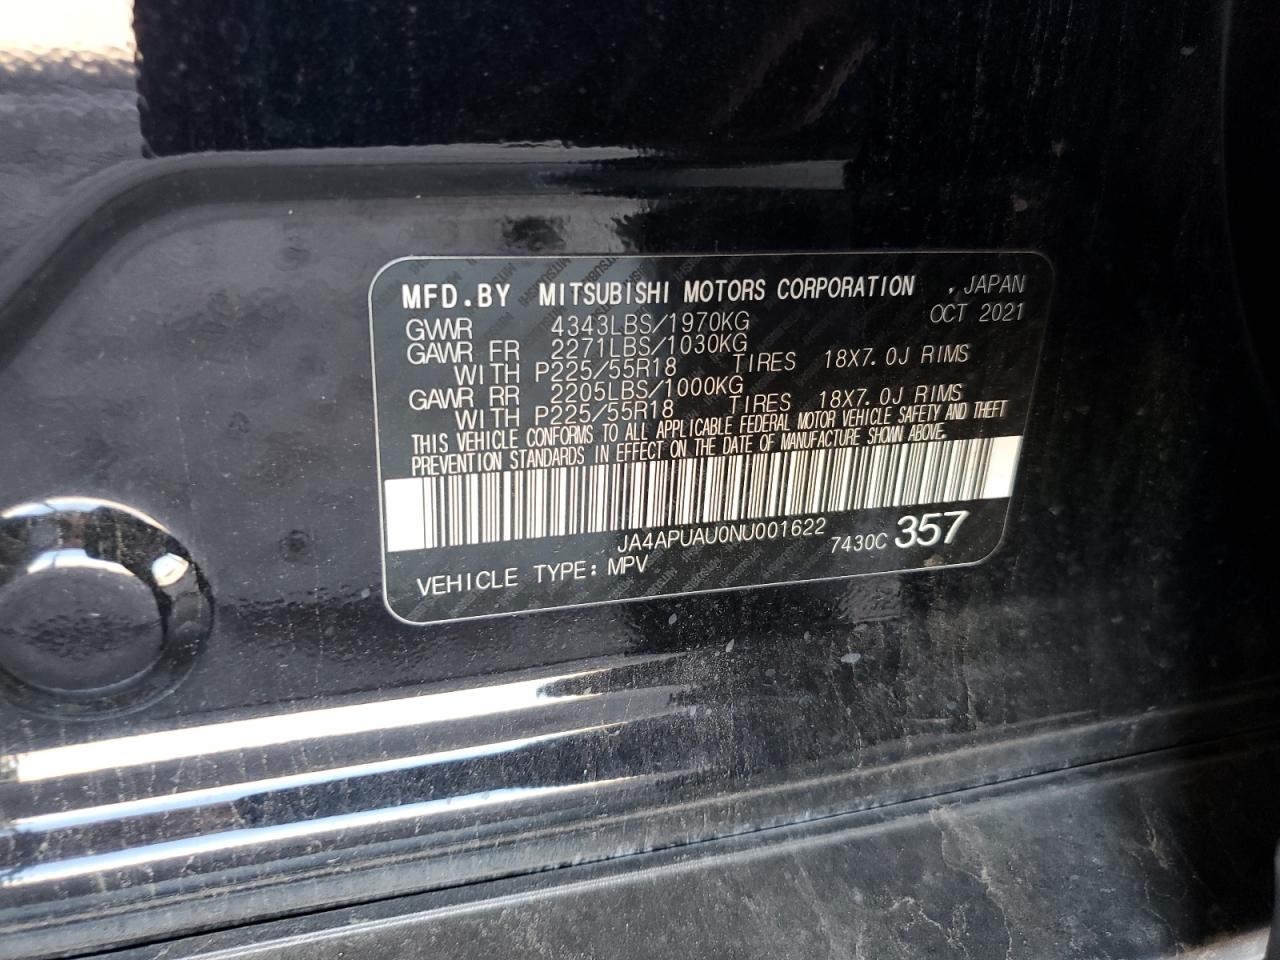 MFD.BY MITSUBISHI MOTORS CORPORATION , JAPAN
OCT 2021
GVWR 4343LBS/1970KG
GAWR FR 2271LBS/1030KG
WITH P225/55R18 TIRES 18X7.0J RIMS
GAWR RR 2205LBS/1000KG
WITH P225/55R18 TIRES 18X7.0J RIMS
THIS VEHICLE CONFORMS TO ALL APPLICABLE FEDERAL MOTOR VEHICLE SAFETY AND THEFT
PREVENTION STANDARDS IN EFFECT ON THE DATE OF MANUFACTURE SHOWN ABOVE.
JA4APUAU0NU001622 7430C 357
VEHICLE TYPE: MPV